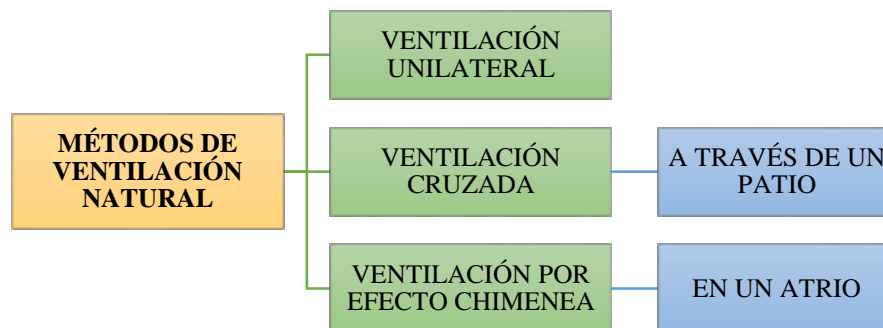 VENTILACIÓN
UNILATERAL
MÉTODOS DE
VENTILACIÓN
NATURAL
VENTILACIÓN
CRUZADA
A TRAVÉS DE UN
PATIO
VENTILACIÓN POR
EFECTO CHIMENEA
EN UN ATRIO